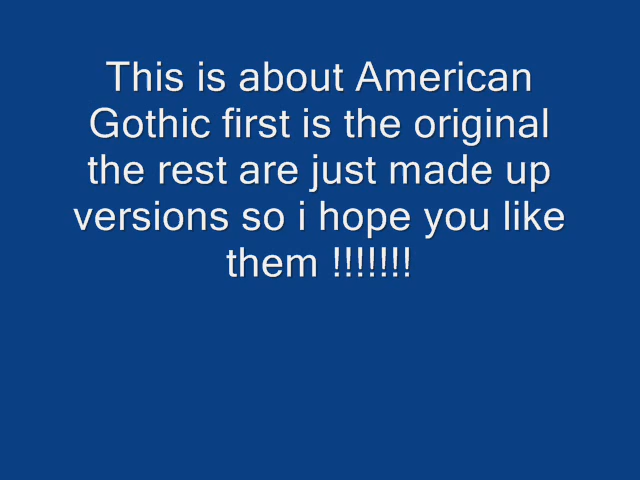 This is about American
Gothic first is the original
the rest are just made up
versions so i hope you like
them !!!!!!!